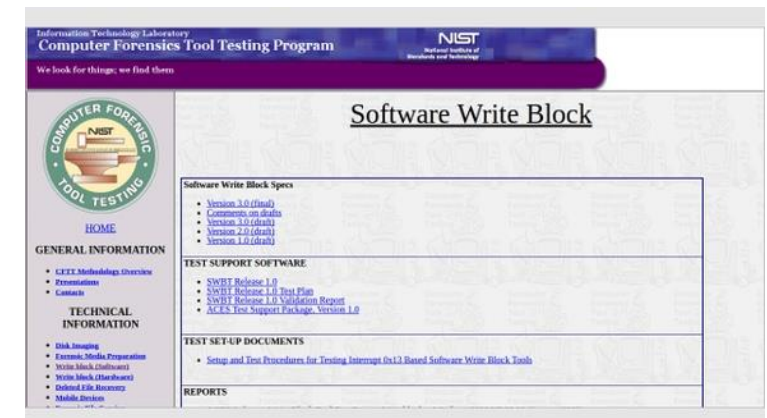 Information Technology Laboratory
Computer Forensics Tool Testing Program
NIST
National Institute of
Standards and Technology
We look for things; we find them
COMPUTER FORENSIC
NIST
TOOL TESTING
HOME
GENERAL INFORMATION
CFTT Methodology Overview
Presentations
Contacts
TECHNICAL
INFORMATION
Disk Imaging
Forensic Media Preparation
Write block (Software)
Write block (Hardware)
Deleted File Recovery
Mobile Devices
Software Write Block
Software Write Block Specs
Version 3.0 (final)
Comments on drafts
Version 3.0 (draft)
Version 2.0 (draft)
Version 1.0 (draft)
TEST SUPPORT SOFTWARE
SWBT Release 1.0
SWBT Release 1.0 Test Plan
SWBT Release 1.0 Validation Report
ACES Test Support Package, Version 1.0
TEST SET-UP DOCUMENTS
Setup and Test Procedures for Testing Interrupt 0x13 Based Software Write Block Tools
REPORTS